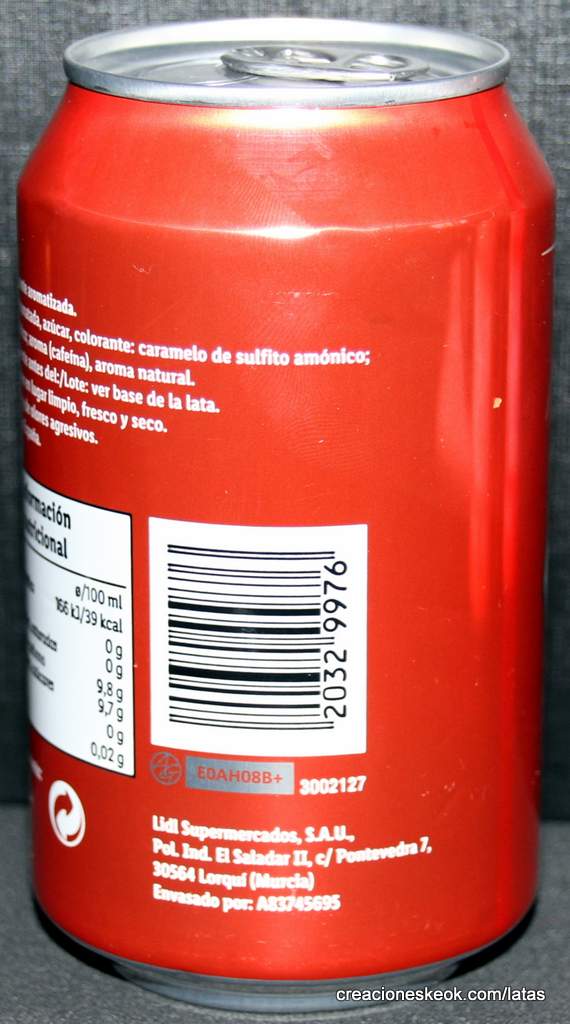 aromatizada.
azúcar, colorante: caramelo de sulfito amónico;
aroma (cafeína), aroma natural.
antes del:/Lote: ver base de la lata.
lugar limpio, fresco y seco.
agresivos.
ø/100 ml
166 kJ/39 kcal
0 g
0 g
9,8 g
9,7 g
0 g
0,02 g
2032 9976
E0AH08B+ 3002127
Lidl Supermercados, S.A.U.,
Pol. Ind. El Saladar II, c/ Pontevedra 7,
30564 Lorquí (Murcia)
Envasado por: A83745695
creacioneskeok.com/latas